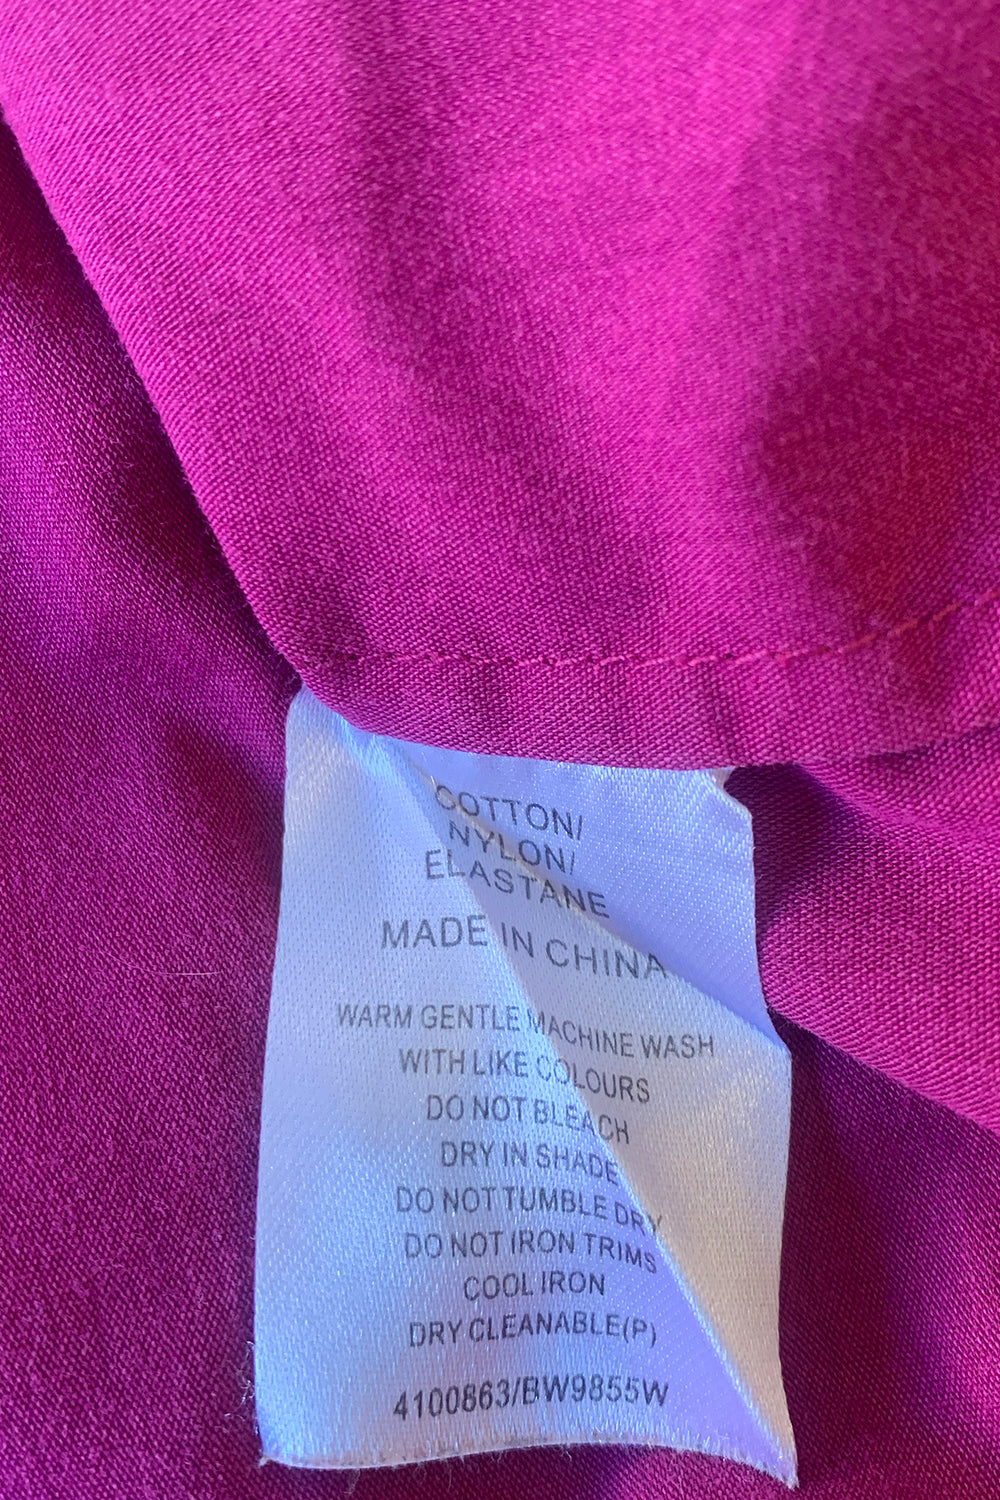 COTTON/
NYLON/
ELASTANE
MADE IN CHINA
WARM GENTLE MACHINE WASH
WITH LIKE COLOURS
DO NOT BLEACH
DRY IN SHADE
DO NOT TUMBLE DRY
DO NOT IRON TRIMS
COOL IRON
DRY CLEANABLE(P)
4100863/BW9855W